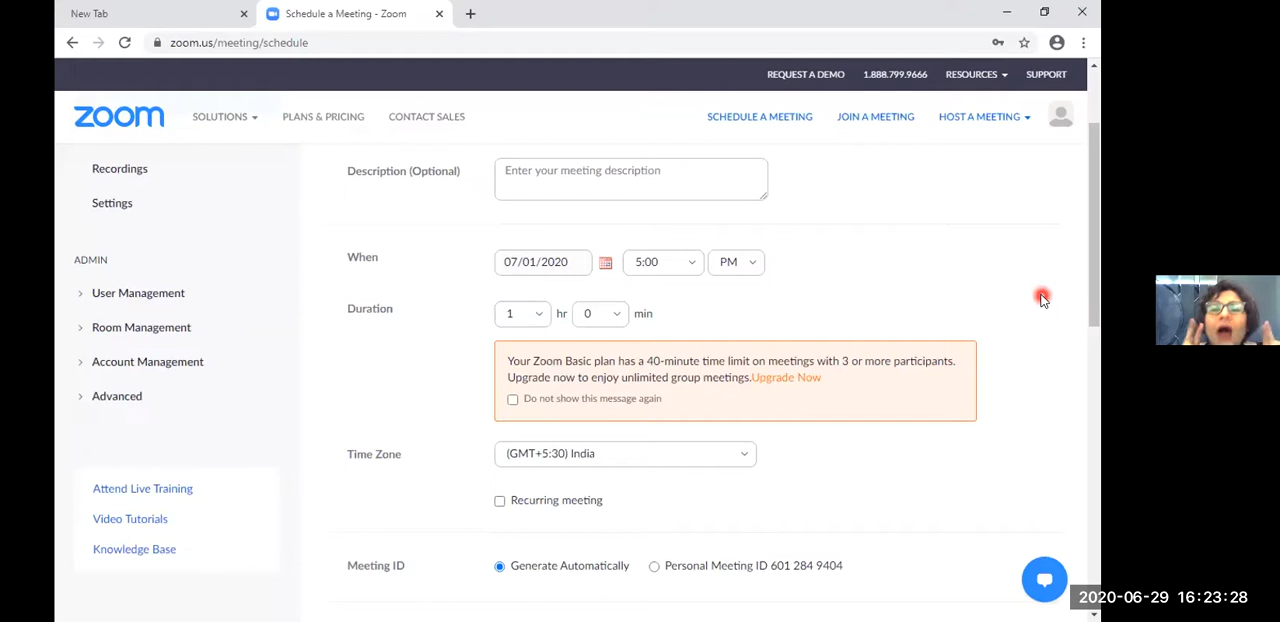 New Tab
Schedule a Meeting - Zoom
zoom.us/meeting/schedule
REQUEST A DEMO 1.888.799.9666 RESOURCES SUPPORT
zoom SOLUTIONS PLANS & PRICING CONTACT SALES SCHEDULE A MEETING JOIN A MEETING HOST A MEETING
Recordings
Settings
ADMIN
User Management
Room Management
Account Management
Advanced
Attend Live Training
Video Tutorials
Knowledge Base
Description (Optional) Enter your meeting description
When 07/01/2020 5:00 PM
Duration 1 hr 0 min
Your Zoom Basic plan has a 40-minute time limit on meetings with 3 or more participants.
Upgrade now to enjoy unlimited group meetings.Upgrade Now
Do not show this message again
Time Zone (GMT+5:30) India
Recurring meeting
Meeting ID Generate Automatically Personal Meeting ID 601 284 9404
2020-06-29 16:23:28